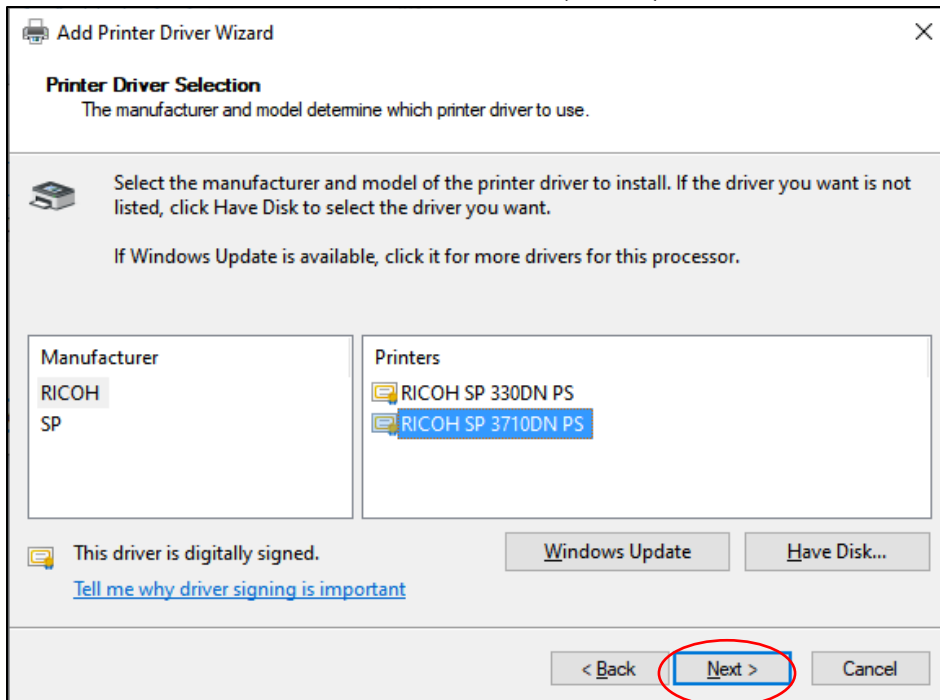 Add Printer Driver Wizard
Printer Driver Selection
The manufacturer and model determine which printer driver to use.
Select the manufacturer and model of the printer driver to install. If the driver you want is not
listed, click Have Disk to select the driver you want.
If Windows Update is available, click it for more drivers for this processor.
Manufacturer
RICOH
SP
Printers
RICOH SP 330DN PS
RICOH SP 3710DN PS
This driver is digitally signed.
Windows Update
Have Disk...
Tell me why driver signing is important
< Back
Next >
Cancel